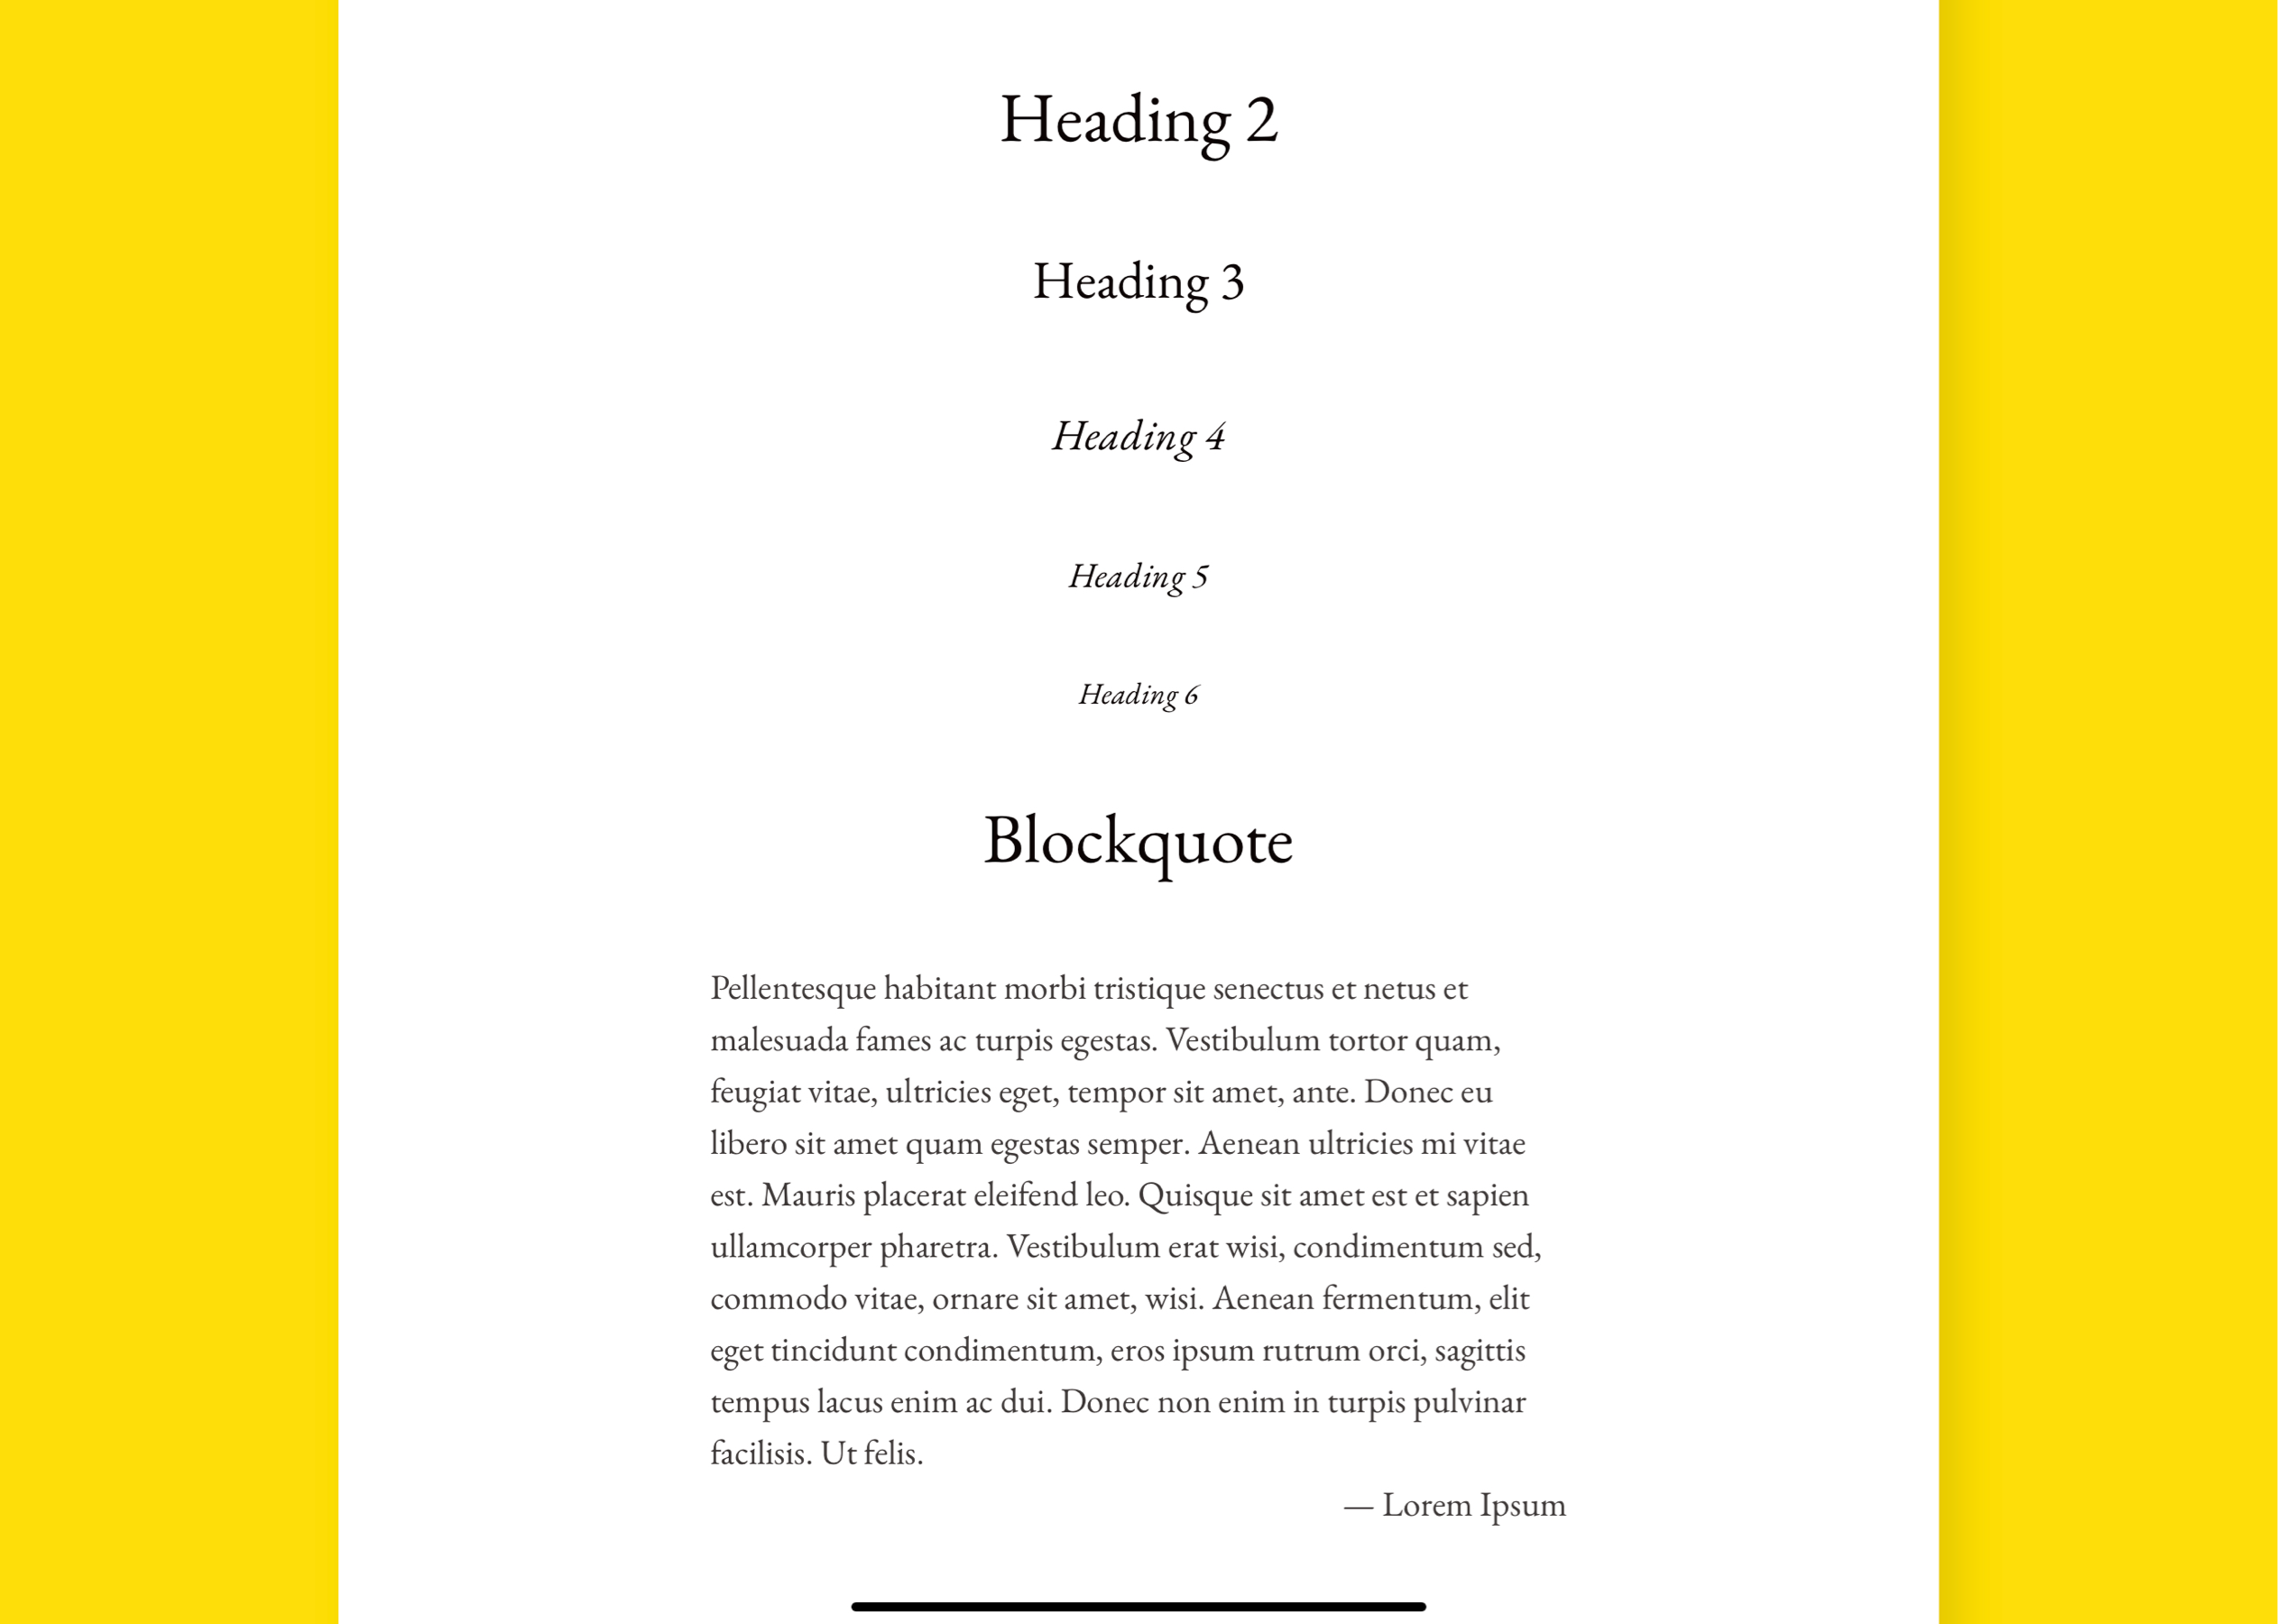 Heading 2
Heading 3
Heading 4
Heading 5
Heading 6
Blockquote
Pellentesque habitant morbi tristique senectus et netus et
malesuada fames ac turpis egestas. Vestibulum tortor quam,
feugiat vitae, ultricies eget, tempor sit amet, ante. Donec eu
libero sit amet quam egestas semper. Aenean ultricies mi vitae
est. Mauris placerat eleifend leo. Quisque sit amet est et sapien
ullamcorper pharetra. Vestibulum erat wisi, condimentum sed,
commodo vitae, ornare sit amet, wisi. Aenean fermentum, elit
eget tincidunt condimentum, eros ipsum rutrum orci, sagittis
tempus lacus enim ac dui. Donec non enim in turpis pulvinar
facilisis. Ut felis.
— Lorem Ipsum